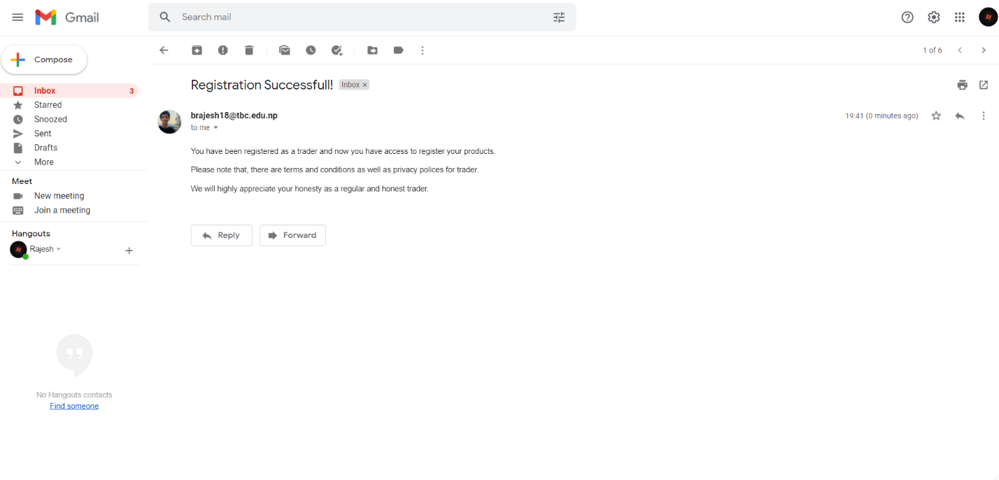 Gmail
Search mail
Compose
1 of 6
Inbox 3
Starred
Snoozed
Sent
Drafts
More
Meet
New meeting
Join a meeting
Hangouts
Rajesh
No Hangouts contacts
Find someone
Registration Successfull! Inbox ×
brajesh18@tbc.edu.np 19:41 (0 minutes ago)
to me
You have been registered as a trader and now you have access to register your products.
Please note that, there are terms and conditions as well as privacy polices for trader.
We will highly appreciate your honesty as a regular and honest trader.
Reply Forward